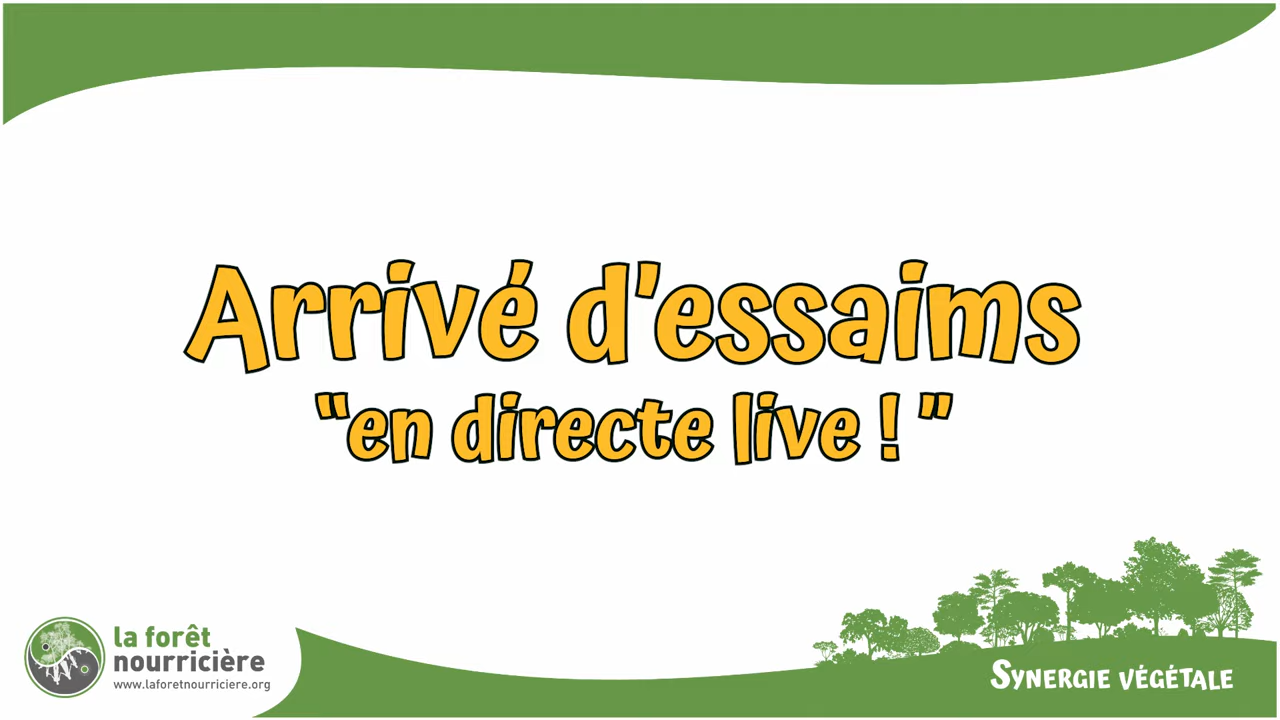 Arrivé d'essaims
"en directe live ! "
la forêt
nourricière
www.laforetnourriciere.org
Synergie végétale